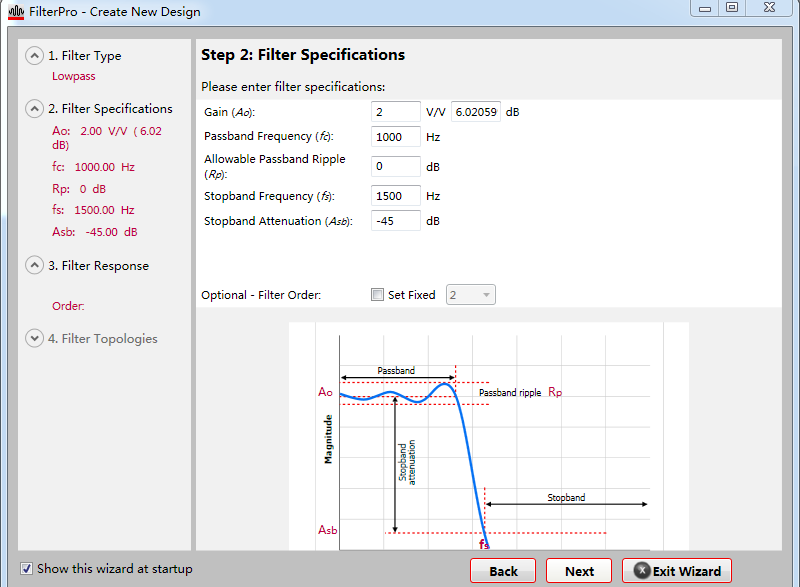 FilterPro - Create New Design
1. Filter Type
Lowpass
2. Filter Specifications
Ao: 2.00 V/V ( 6.02
dB)
fc: 1000.00 Hz
Rp: 0 dB
fs: 1500.00 Hz
Asb: -45.00 dB
3. Filter Response
Order:
4. Filter Topologies
Step 2: Filter Specifications
Please enter filter specifications:
Gain (Ao): 2 V/V 6.02059 dB
Passband Frequency (fc): 1000 Hz
Allowable Passband Ripple
(Rp): 0 dB
Stopband Frequency (fs): 1500 Hz
Stopband Attenuation (Asb): -45 dB
Optional - Filter Order: Set Fixed 2
Passband
Ao
Passband ripple Rp
Magnitude
Stopband
attenuation
Stopband
Asb
fs
Show this wizard at startup
Back Next X Exit Wizard